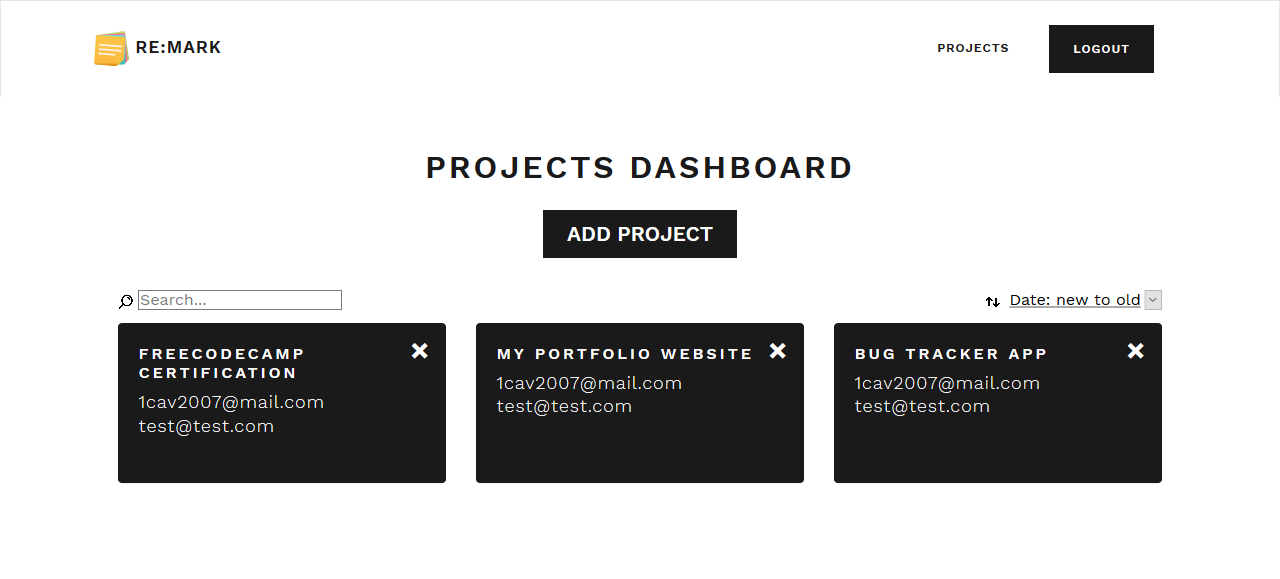 RE:MARK
PROJECTS
LOGOUT
PROJECTS DASHBOARD
ADD PROJECT
Search...
Date: new to old
FREECODECAMP
CERTIFICATION
1cav2007@mail.com
test@test.com
MY PORTFOLIO WEBSITE
1cav2007@mail.com
test@test.com
BUG TRACKER APP
1cav2007@mail.com
test@test.com